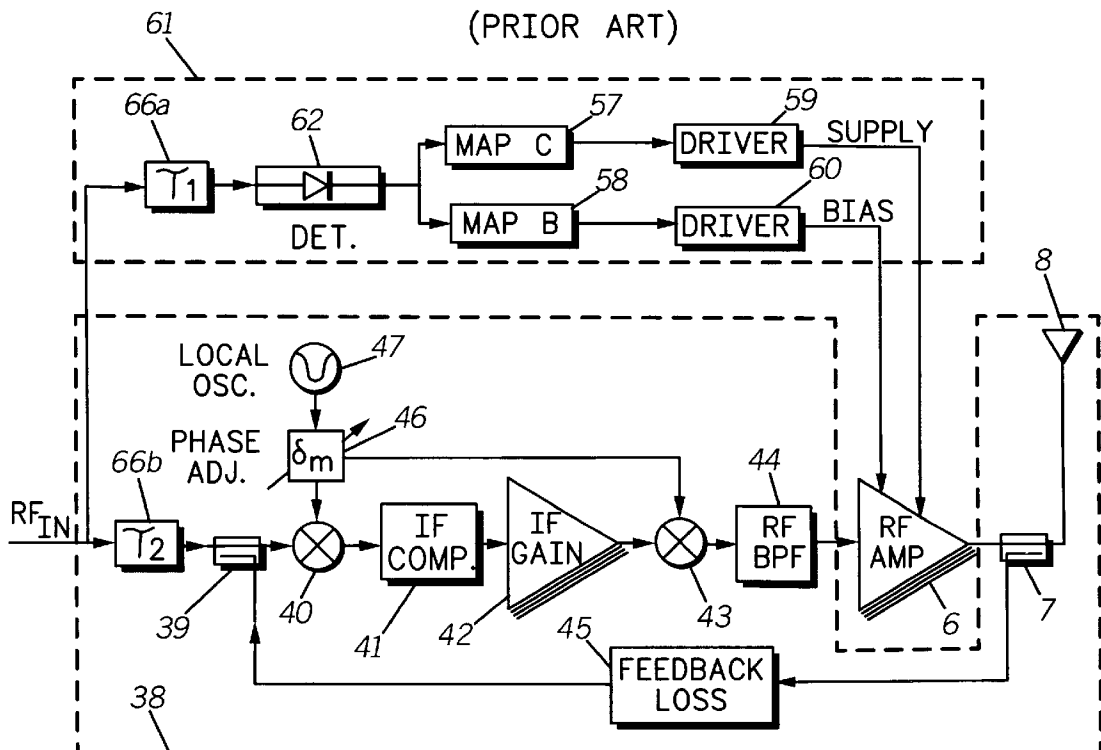 (PRIOR ART)
61
66a
62
57
59
SUPPLY
τ1
MAP C
DRIVER
58
60
BIAS
MAP B
DRIVER
DET.
8
LOCAL
OSC.
47
PHASE
ADJ.
46
δm
66b
44
RFIN
τ2
IF
COMP.
IF
GAIN
RF
BPF
RF
AMP
39
40
41
42
43
6
7
45
FEEDBACK
LOSS
38